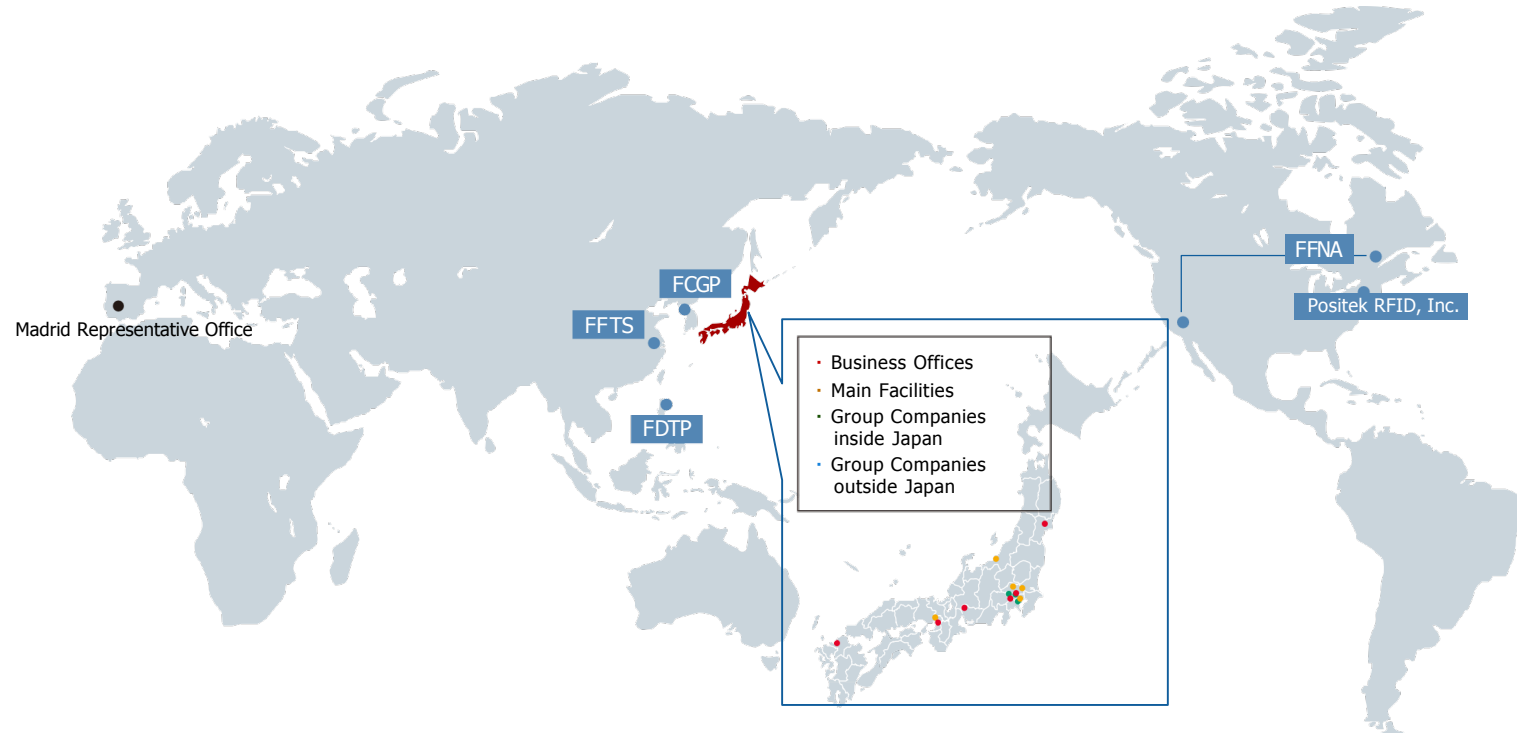 FFNA
FCGP
Positek RFID, Inc.
FFTS
Madrid Representative Office
FDTP
· Business Offices
· Main Facilities
· Group Companies
inside Japan
· Group Companies
outside Japan